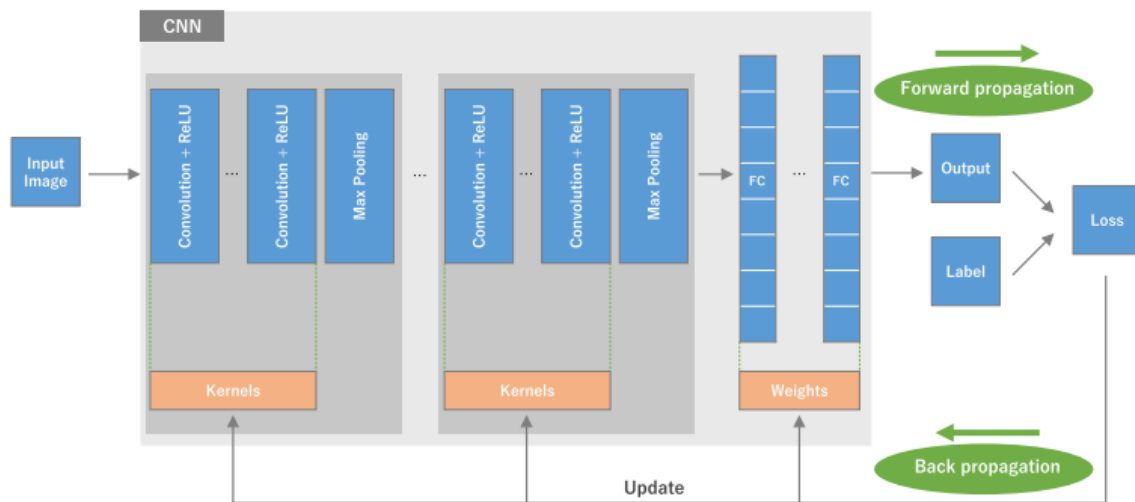 CNN
Forward propagation
Input
Image
Convolution + ReLU
...
Convolution + ReLU
Max Pooling
...
Convolution + ReLU
...
Convolution + ReLU
Max Pooling
FC
...
FC
Output
Label
Loss
Kernels
Kernels
Weights
Back propagation
Update